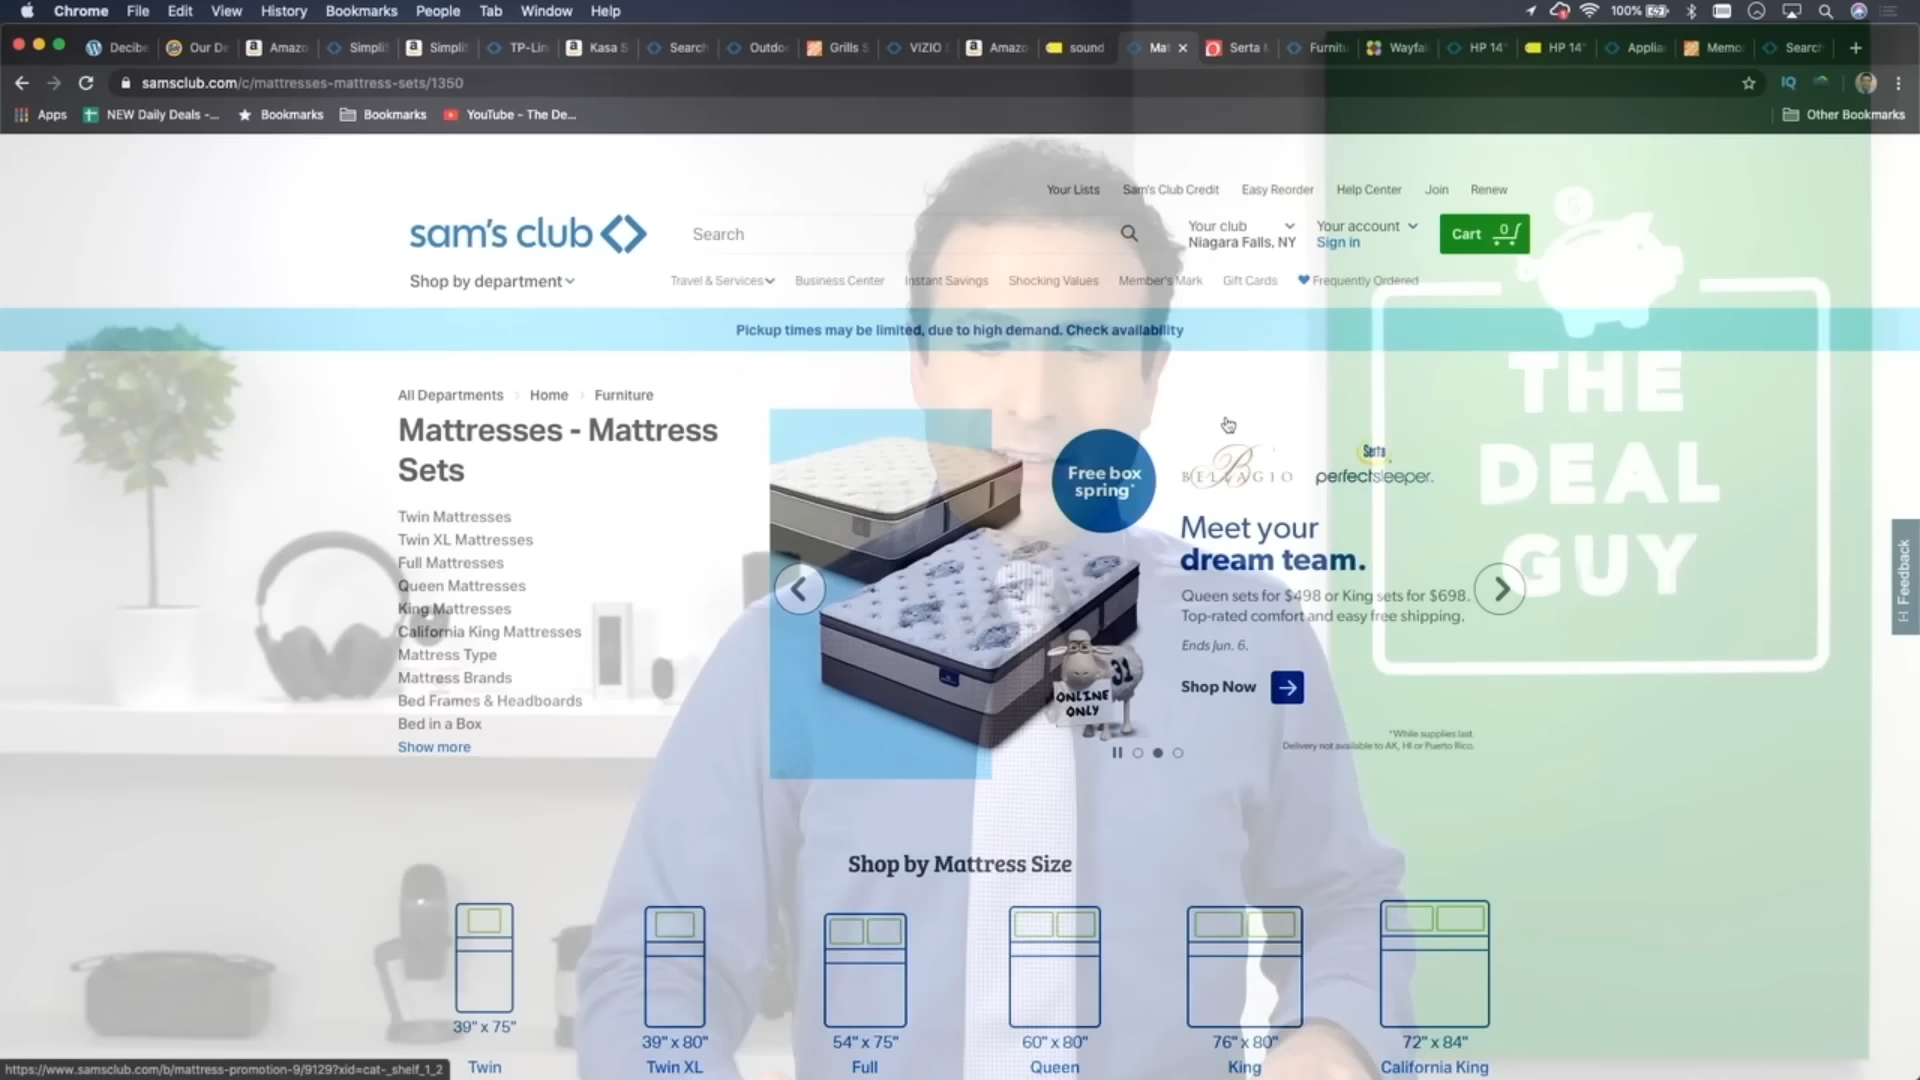 Chrome File Edit View History Bookmarks People Tab Window Help 100%
Decibe Our De Amazo Simpli Simpli TP-Lin Kasa S Search Outdo Grills S VIZIO Amazo sound Mat Serta Furnitu Wayfai HP 14" HP 14" Applia Memo Search
samsclub.com/c/mattresses-mattress-sets/1350
Apps NEW Daily Deals -... Bookmarks Bookmarks YouTube - The De... Other Bookmarks
Your Lists Sam's Club Credit Easy Reorder Help Center Join Renew
sam's club Search Your club Niagara Falls, NY Your account Sign in Cart 0
Shop by department Travel & Services Business Center Instant Savings Shocking Values Member's Mark Gift Cards Frequently Ordered
Pickup times may be limited, due to high demand. Check availability
All Departments Home Furniture
Mattresses - Mattress
Sets
Twin Mattresses
Twin XL Mattresses
Full Mattresses
Queen Mattresses
King Mattresses
California King Mattresses
Mattress Type
Mattress Brands
Bed Frames & Headboards
Bed in a Box
Show more
Free box
spring*
BELLAGIO
Serta
perfectsleeper.
Meet your
dream team.
Queen sets for $498 or King sets for $698.
Top-rated comfort and easy free shipping.
Ends Jun. 6.
Shop Now
31
ONLINE
ONLY
*While supplies last.
Delivery not available to AK, HI or Puerto Rico.
THE
DEAL
GUY
[-] Feedback
Shop by Mattress Size
39" x 75" 39" x 80" 54" x 75" 60" x 80" 76" x 80" 72" x 84"
Twin Twin XL Full Queen King California King
https://www.samsclub.com/b/mattress-promotion-9/9129?xid=cat-_shelf_1_2